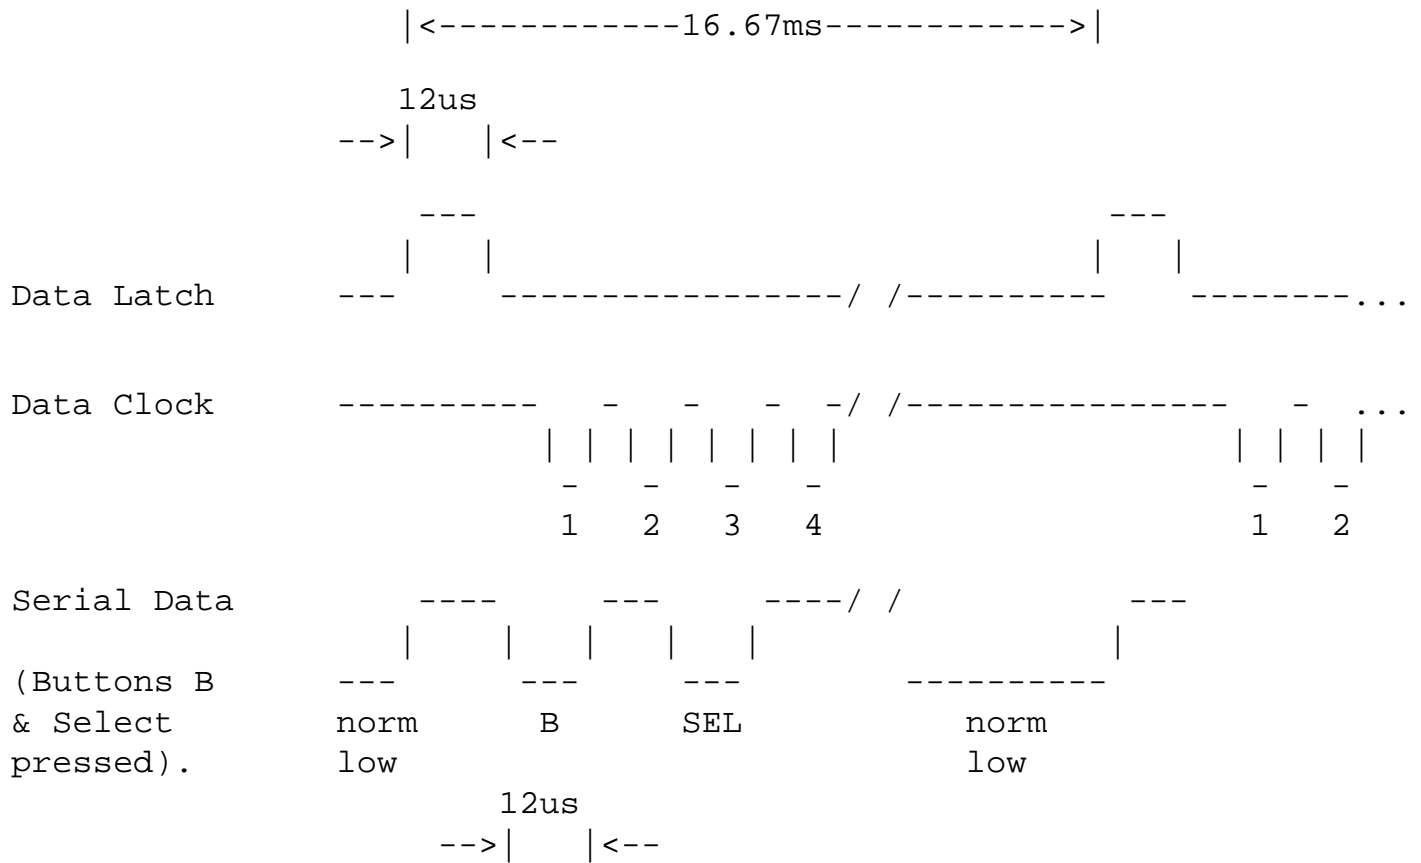 |<------------16.67ms------------>|
12us
-->|   |<--
---                               ---
|   |                              |   |
Data Latch      ---     -----------------/ /----------     --------...
Data Clock      ----------   -   -   -  -/ /----------------   -  ...
| | | | | | | |                    | | | |
-   -   -   -                      -   -
1   2   3   4                      1   2
Serial Data         ----     ---     ----/ /           ---
|    |   |   |   |                 |
(Buttons B      ---      ---     ---        ----------
& Select        norm      B      SEL           norm
pressed).       low                            low
12us
-->|   |<--